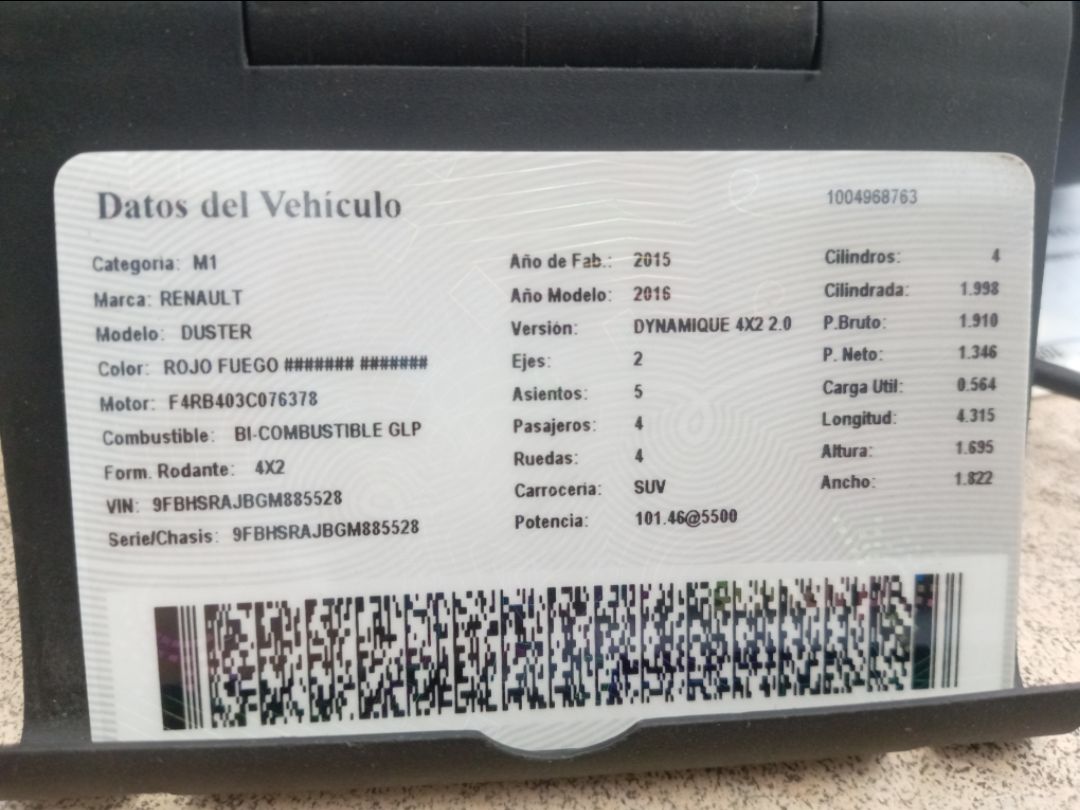 Datos del Vehículo
1004968763
Categoria: M1
Marca: RENAULT
Modelo: DUSTER
Color: ROJO FUEGO ####### #######
Motor: F4RB403C076378
Combustible: BI-COMBUSTIBLE GLP
Form. Rodante: 4X2
VIN: 9FBHSRAJBGM885528
Serie/Chasis: 9FBHSRAJBGM885528
Año de Fab.: 2015
Año Modelo: 2016
Versión: DYNAMIQUE 4X2 2.0
Ejes: 2
Asientos: 5
Pasajeros: 4
Ruedas: 4
Carrocería: SUV
Potencia: 101.46@5500
Cilindros: 4
Cilindrada: 1.998
P.Bruto: 1.910
P. Neto: 1.346
Carga Util: 0.564
Longitud: 4.315
Altura: 1.695
Ancho: 1.822